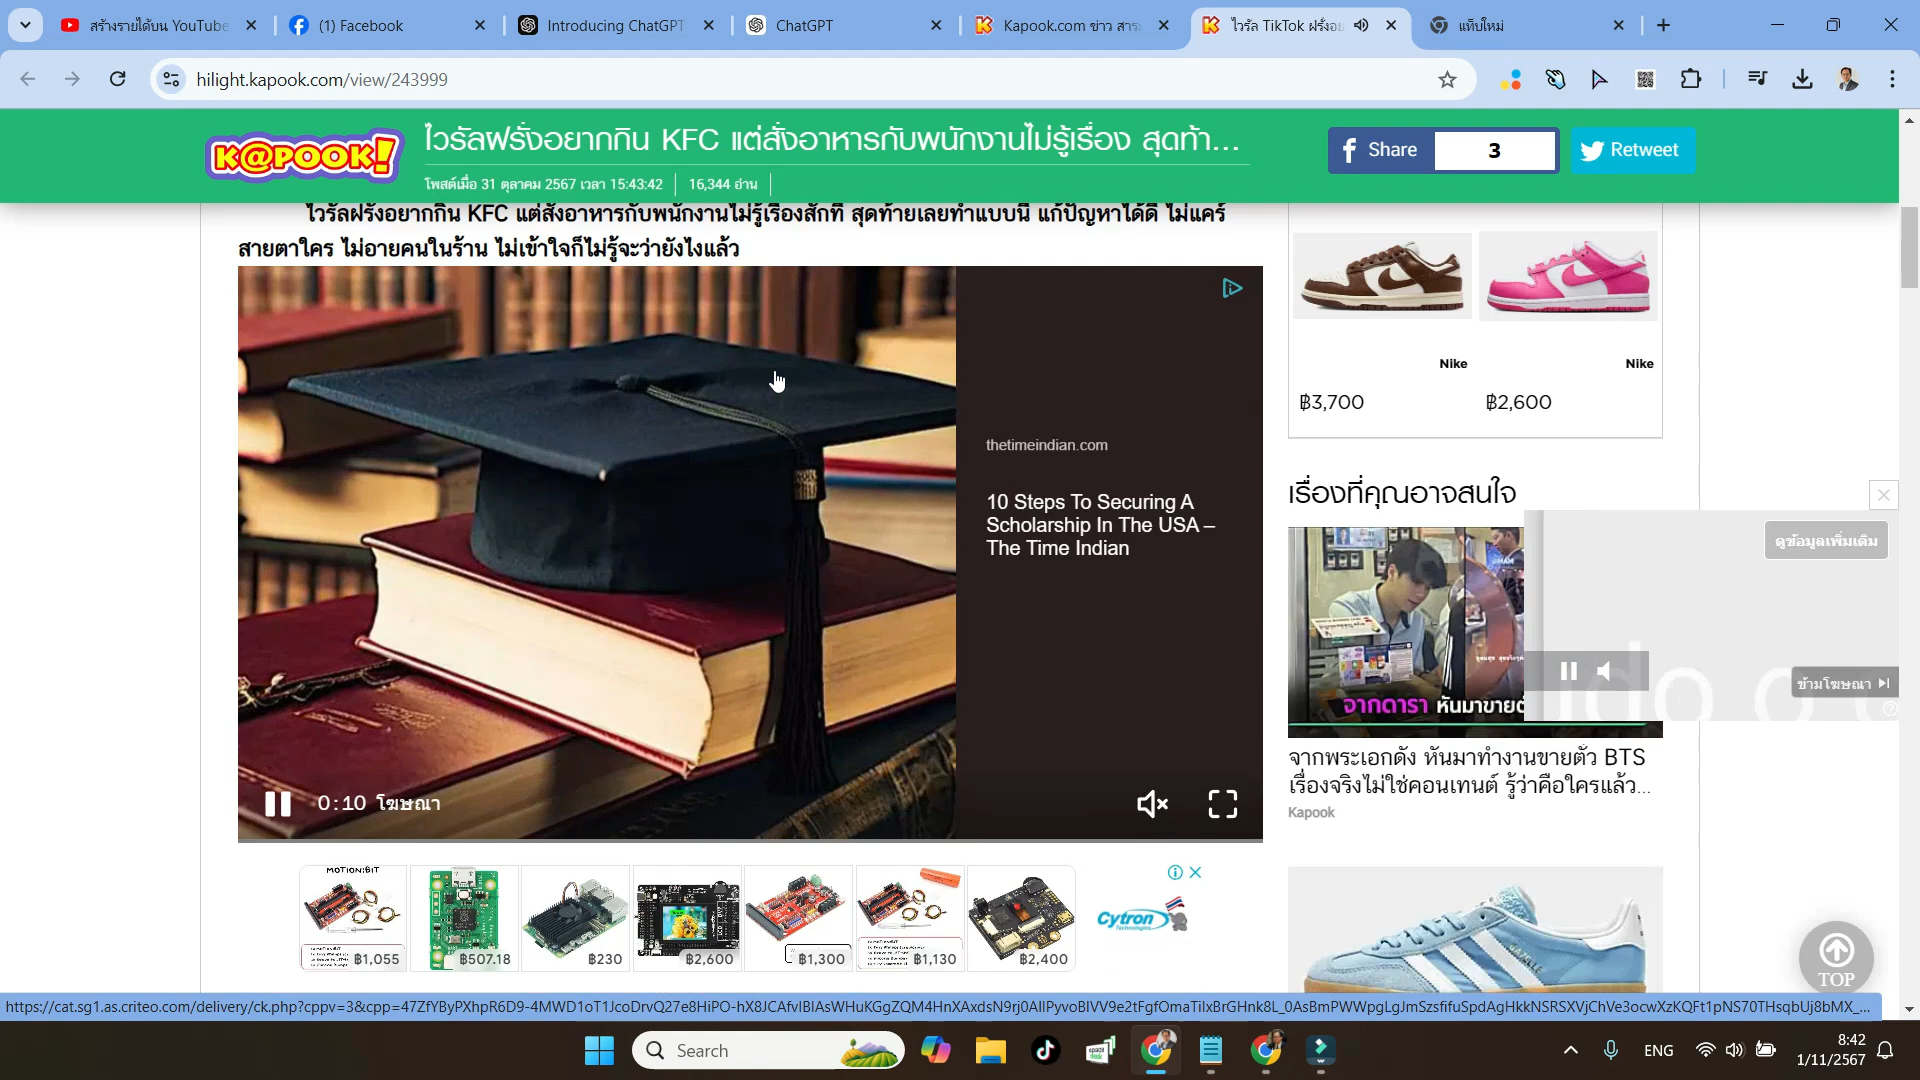 สร้างรายได้บน YouTube
(1) Facebook
Introducing ChatGPT
ChatGPT
Kapook.com ข่าว สาร
ไวรัล TikTok ฝรั่งอย
แท็บใหม่
hilight.kapook.com/view/243999
K@POOK!
ไวรัลฝรั่งอยากกิน KFC แต่สั่งอาหารกับพนักงานไม่รู้เรื่อง สุดท้า...
โพสต์เมื่อ 31 ตุลาคม 2567 เวลา 15:43:42
16,344 อ่าน
Share
3
Retweet
ไวรัลฝรั่งอยากกิน KFC แต่สั่งอาหารกับพนักงานไม่รู้เรื่องสักที สุดท้ายเลยทำแบบนี้ แก้ปัญหาได้ดี ไม่แคร์
สายตาใคร ไม่อายคนในร้าน ไม่เข้าใจก็ไม่รู้จะว่ายังไงแล้ว
thetimeindian.com
10 Steps To Securing A
Scholarship In The USA –
The Time Indian
0:10 โฆษณา
Nike
Nike
฿3,700
฿2,600
เรื่องที่คุณอาจสนใจ
ดูข้อมูลเพิ่มเติม
ข้ามโฆษณา
จากดารา หันมาขายตั
จากพระเอกดัง หันมาทำงานขายตั๋ว BTS
เรื่องจริงไม่ใช่คอนเทนต์ รู้ว่าคือใครแล้ว...
Kapook
MOTION:BIT
฿1,055
฿507.18
฿230
฿2,600
฿1,300
฿1,130
฿2,400
Cytron
Technologies
TOP
Search
ENG
8:42
1/11/2567